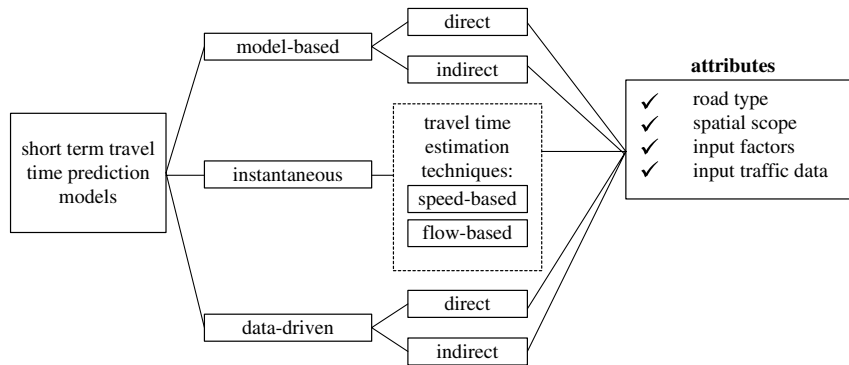 short term travel
time prediction
models
model-based
direct
indirect
instantaneous
travel time
estimation
techniques:
speed-based
flow-based
data-driven
direct
indirect
attributes
✓ road type
✓ spatial scope
✓ input factors
✓ input traffic data